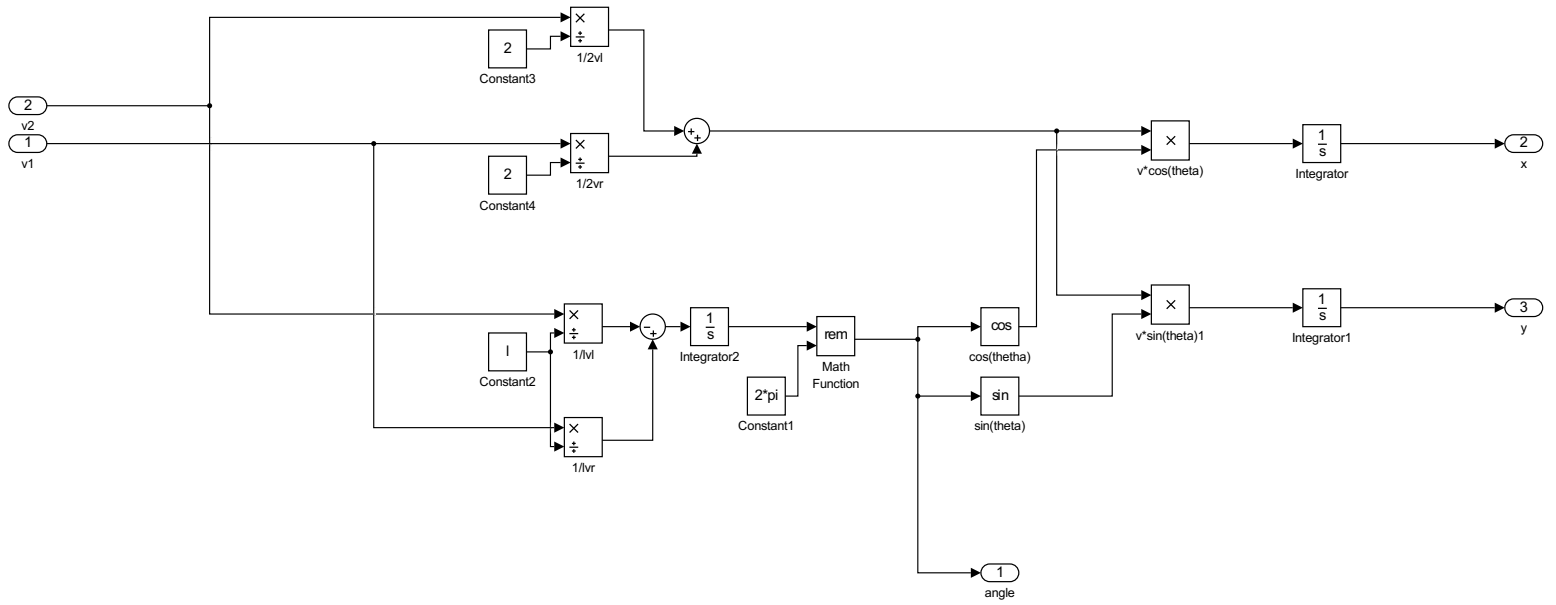 ×
÷
1/2vl
2
Constant3
2
v2
1
v1
×
÷
1/2vr
2
Constant4
+
+
×
v*cos(theta)
1
s
Integrator
2
x
×
÷
1/lvl
l
Constant2
−
+
1
s
Integrator2
rem
Math
Function
2*pi
Constant1
cos
cos(thetha)
sin
sin(theta)
×
v*sin(theta)1
1
s
Integrator1
3
y
×
÷
1/lvr
1
angle